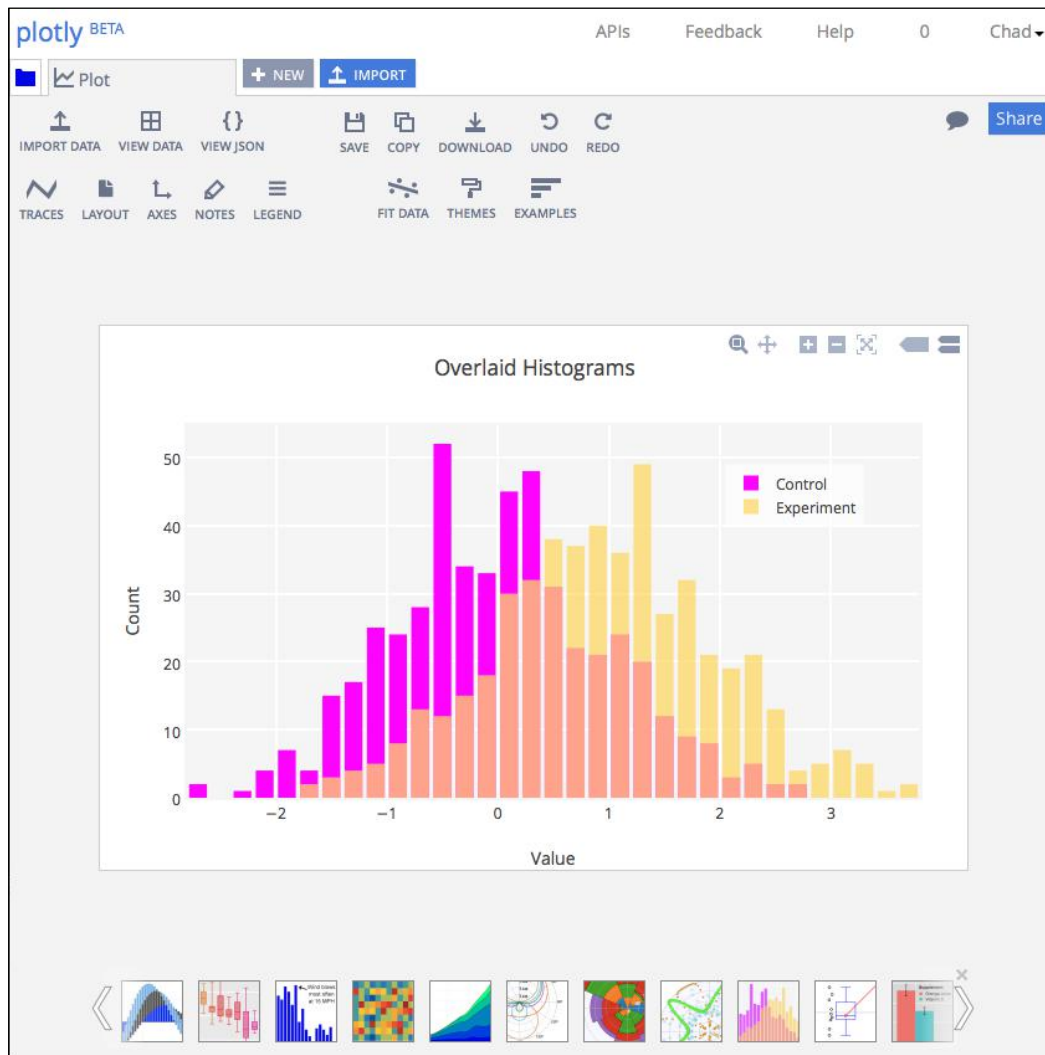 plotly BETA
APIs Feedback Help 0 Chad
Plot
+ NEW
IMPORT
IMPORT DATA VIEW DATA VIEW JSON SAVE COPY DOWNLOAD UNDO REDO
Share
TRACES LAYOUT AXES NOTES LEGEND FIT DATA THEMES EXAMPLES
Overlaid Histograms
Control
Experiment
Count
50
40
30
20
10
0
−2 −1 0 1 2 3
Value